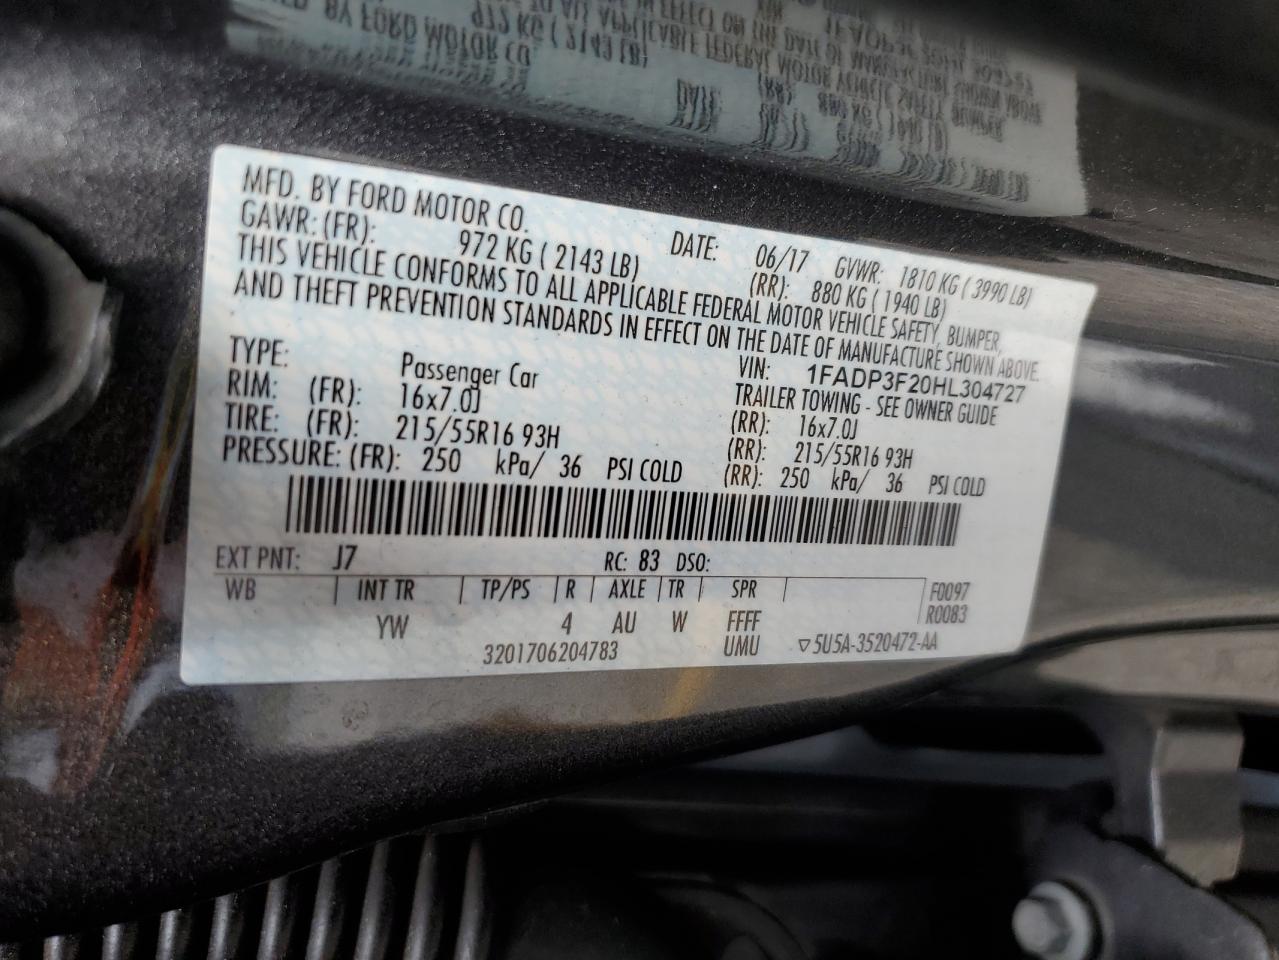 MFD. BY FORD MOTOR CO.
DATE: 06/17 GVWR: 1810 KG ( 3990 LB)
GAWR: (FR): 972 KG ( 2143 LB) (RR): 880 KG ( 1940 LB)
THIS VEHICLE CONFORMS TO ALL APPLICABLE FEDERAL MOTOR VEHICLE SAFETY, BUMPER,
AND THEFT PREVENTION STANDARDS IN EFFECT ON THE DATE OF MANUFACTURE SHOWN ABOVE.
VIN: 1FADP3F20HL304727
TYPE: Passenger Car TRAILER TOWING - SEE OWNER GUIDE
RIM: (FR): 16x7.0J (RR): 16x7.0J
TIRE: (FR): 215/55R16 93H (RR): 215/55R16 93H
PRESSURE: (FR): 250 kPa/ 36 PSI COLD (RR): 250 kPa/ 36 PSI COLD
EXT PNT: J7 RC: 83 DSO:
WB INT TR TP/PS R AXLE TR SPR F0097
R0083
YW 4 AU W FFFF
3201706204783 UMU ▽5U5A-3520472-AA